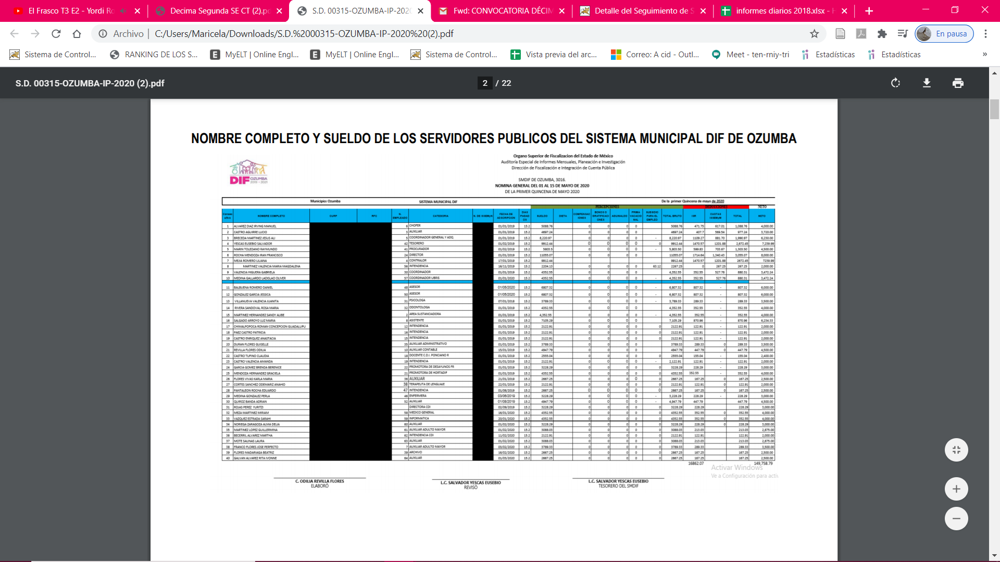 El Frasco T3 E2 - Yordi Ro
Decima Segunda SE CT (2).pd
S.D. 00315-OZUMBA-IP-2020
Fwd: CONVOCATORIA DÉCIM
Detalle del Seguimiento de S
informes diarios 2018.xlsx - H
Archivo | C:/Users/Maricela/Downloads/S.D.%2000315-OZUMBA-IP-2020%20(2).pdf
En pausa
Sistema de Control...
RANKING DE LOS S...
MyELT | Online Engl...
MyELT | Online Engl...
Sistema de Control...
Vista previa del arc...
Correo: A cid - Outl...
Meet - ten-rniy-tri
Estadísticas
Estadísticas
»
S.D. 00315-OZUMBA-IP-2020 (2).pdf
2 / 22
NOMBRE COMPLETO Y SUELDO DE LOS SERVIDORES PUBLICOS DEL SISTEMA MUNICIPAL DIF DE OZUMBA
DIF OZUMBA
2019 - 2021
Organo Superior de Fiscalizacion del Estado de México
Auditoría Especial de Informes Mensuales, Planeación e Investigación
Dirección de Fiscalización e Integración de Cuenta Pública
SMDIF DE OZUMBA, 3016.
NOMINA GENERAL DEL 01 AL 15 DE MAYO DE 2020
DE LA PRIMER QUINCENA DE MAYO 2020
Municipio: Ozumba SISTEMA MUNICIPAL DIF De la primer Quincena de mayo de 2020
PERCEPCIONES DEDUCCIONES NETO
NOMBRE COMPLETO CURP RFC N. EMPLEADO CATEGORIA FECHA DE ADSCRIPCION DIAS PAGADOS SUELDO DIETA COMPENSACIONES BONOS O GRATIFICACIONES AGUINALDO PRIMA VACACIONAL SUBSIDIO PARA EL EMPLEO TOTAL BRUTO ISR CUOTAS ISSEMYM TOTAL NETO
1 ALVAREZ DIAZ IRVING MANUEL 6 CHOFER 01/01/2019 15.2 5088.76 0 0 0 0 5088.76 471.75 617.01 1,088.76 4,000.00
2 CASTRO AGUIRRE LUCIO 3 AUXILIAR 01/01/2019 15.2 4697.24 0 0 0 0 4697.24 407.7 569.54 977.24 3,720.00
3 BRECEDA MARTINEZ JESUS ALI 5 COORDINADOR GENERAL Y ADQ 01/01/2019 15.2 8,220.97 0 0 0 0 - 8,220.97 1109.27 881.70 1,990.97 6,230.00
4 YESCAS EUSEBIO SALVADOR 42 TESORERO 01/02/2019 15.2 9912.44 0 0 0 0 0 9912.44 1470.57 1201.88 2,672.45 7,239.99
5 MARIN TOLEDANO RAYMUNDO 41 PROCURADOR 01/02/2019 15.2 5803.5 0 0 0 0 - 5,803.50 599.83 703.67 1,303.50 4,500.00
6 ROCHA MENDOZA IRAN FRANCISCO 24 DIRECTOR 01/01/2019 15.2 11055.07 0 0 0 0 11055.07 1714.64 1,340.43 3,055.07 8,000.00
7 MEJIA ROMERO LILIANA 4 CONTRALOR 17/01/2019 15.2 9912.44 9912.44 1470.57 1201.88 2672.45 7239.99
8 MARTINEZ VALENCIA MARIA MAGDALENA 56 INTENDENCIA 16/11/2019 15.2 2204.13 0 0 0 0 63.12 2267.25 0 267.25 267.25 2,000.00
9 VALENCIA HIGUERA GABRIELA 30 COORDINADOR 01/01/2019 15.2 4352.55 0 0 0 0 - 4,352.55 352.55 527.76 880.31 3,472.24
10 MEDINA GALLARDO LADISLAO OLIVER 57 COORDINADOR UBRIS 01/01/2020 15.2 4352.55 0 0 0 0 - 4,352.55 352.55 527.76 880.31 3,472.24
11 BALBUENA ROMERO DANIEL 48 ASESOR 01/05/2020 15.2 6807.32 0 0 0 0 - 6,807.32 807.32 - 807.32 6,000.00
12 GONZALEZ GARCIA JESSICA 50 ASESOR 01/05/2020 15.2 6807.32 0 0 0 0 - 6,807.32 807.32 - 807.32 6,000.00
13 VILLANUEVA VALENCIA JUANITA 31 PSICOLOGA 07/01/2018 15.2 3789.33 0 0 0 0 - 3,789.33 289.33 - 289.33 3,500.00
14 RIVERA SANDOVAL ROSA MARIA 32 ODONTOLOGA 01/01/2019 15.2 4352.55 0 0 0 0 4,352.55 352.55 - 352.55 4,000.00
15 MARTINEZ HERNANDEZ SANDY ALIBE 2 AREA SUSTANCIADORA 01/01/2019 15.2 4,352.55 0 0 0 0 - 4,352.55 352.55 - 352.55 4,000.00
16 SALGADO ARROYO LUZ MARIA 8 ASISTENTE 01/01/2019 15.2 7105.29 0 0 0 0 7,105.29 870.96 - 870.96 6,234.33
17 CHIMALPOPOCA ROMAN CONCEPCION GUADALUPU 12 INTENDENCIA 01/01/2019 15.2 2122.91 0 0 0 0 0 2122.91 122.91 - 122.91 2,000.00
18 PAEZ CASTRO PATRICIA 16 INTENDENCIA 01/01/2019 15.2 2122.91 0 0 0 0 0 2122.91 122.91 - 122.91 2,000.00
19 CASTRO ENRIQUEZ ANASTACIA 15 INTENDENCIA 01/01/2019 15.2 2122.91 0 0 0 0 0 2122.91 122.91 - 122.91 2,000.00
20 DURAN FLORES GUISELLE 35 AUXILIAR ADMINISTRATIVO 01/01/2019 15.2 3789.33 0 0 0 0 3789.33 289.33 0 289.33 3,500.00
21 REVILLA FLORES ODILIA 10 AUXILIAR CONTABLE 15/01/2019 15.2 4947.79 0 0 0 0 4947.79 447.79 0 447.79 4,500.00
22 CASTRO TUFINO CLAUDIA 18 DOCENTE C.D.I. PONCIANO R 01/01/2019 15.2 2555.04 0 0 0 0 0 2555.04 155.04 - 155.04 2,400.00
23 CASTRO VALENCIA AMANDA 19 INTENDENCIA 01/01/2019 15.2 2122.91 0 0 0 0 - 2,122.91 122.91 - 122.91 2,000.00
24 GARCIA GOMEZ BRENDA BERENICE 22 PROMOTORA DE DESAYUNOS FR 01/01/2019 15.2 3228.29 0 0 0 0 0 3228.29 228.29 - 228.29 3,000.00
25 MENDOZA HERNANDEZ GRACIELA 21 PROMOTORA DE HORTADIF 01/01/2019 15.2 4352.55 0 0 0 0 0 4352.55 352.55 - 352.55 4,000.00
26 FLORES VIVAS KARLA MARIA 36 AUXILIAR 21/01/2019 15.2 2667.25 0 0 0 0 0 2667.25 167.25 0 167.25 2,500.00
27 CORTES SANCHEZ ODEMARIZ ANAHID 38 TERAPEUTA DE LENGUAJE 22/01/2019 15.2 2122.91 0 0 0 0 0 2122.91 122.91 0 122.91 2,000.00
28 PANTALEON ROCHA EDUARDO 47 INTENDENCIA 01/06/2019 15.2 2667.25 0 0 0 0 0 2667.25 167.25 0 167.25 2,500.00
29 MEDINA GONZALEZ PERLA 46 ENFERMERA 03/06/2019 15.2 3228.29 0 0 0 0 - 3,228.29 228.29 - 228.29 3,000.00
30 QUIROZ BANDA ADRIAN 52 AUXILIAR 01/08/2019 15.2 4947.79 0 0 0 0 - 4,947.79 447.79 447.79 4,500.00
31 ROJAS PEREZ YURITZI DIRECTORA CDI 02/09/2019 15.2 3228.29 0 0 0 0 0 3228.29 228.29 228.29 3,000.00
32 MEZA MARTINEZ MIRIAM 58 MEDICO GENERAL 16/01/2020 15.2 4352.55 0 0 0 0 0 4352.55 352.55 0 352.55 4,000.00
33 VAZQUEZ ESTRADA SARAHI 59 INFORMATICA 20/01/2020 15.2 4352.55 0 0 0 0 0 4352.55 352.55 0 352.55 4,000.00
34 NORIEGA ZARAGOZA ALMA DELIA 60 AUXILIAR 01/02/2020 15.2 3228.29 0 0 0 0 0 3228.29 228.29 0 228.29 3,000.00
35 MARTINEZ LOPEZ GUILLERMINA 61 AUXILIAR ADULTO MAYOR 01/02/2020 15.2 3088.03 0 0 0 0 0 3088.03 213.03 213.03 2,875.00
36 BECERRIL ALVAREZ MARTHA 62 INTENDENCIA CDI 11/02/2020 15.2 2122.91 0 0 0 0 0 2122.91 122.91 122.91 2,000.00
37 MOTE SALINAS LAURA 63 AUXILIAR 01/02/2020 15.2 3088.03 0 0 0 0 0 3088.03 213.03 213.03 2,875.00
38 FRANCO FLORES JOSE PERFECTO 7 AUXILIAR ADULTO MAYOR 03/02/2020 15.2 3789.33 0 0 0 0 0 3789.33 289.33 289.33 3,500.00
39 FLORES MADARIAGA BEATRIZ 39 ARCHIVO 16/02/2020 15.2 2667.25 0 0 0 0 0 2667.25 167.25 167.25 2,500.00
40 GALVAN ALVAREZ RITA IVONNE 64 AUXILIAR 01/03/2020 15.2 2667.25 0 0 0 0 0 2667.25 167.25 167.25 2,500.00
16862.07 149,758.79
Activar Windows
Ve a Configuración para activ
C. ODILIA REVILLA FLORES
ELABORÓ
L.C. SALVADOR YESCAS EUSEBIO
REVISÓ
L.C. SALVADOR YESCAS EUSEBIO
TESORERO DEL SMDIF